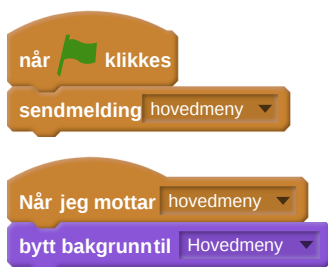 når klikkes
sendmelding hovedmeny
Når jeg mottar hovedmeny
bytt bakgrunntil Hovedmeny